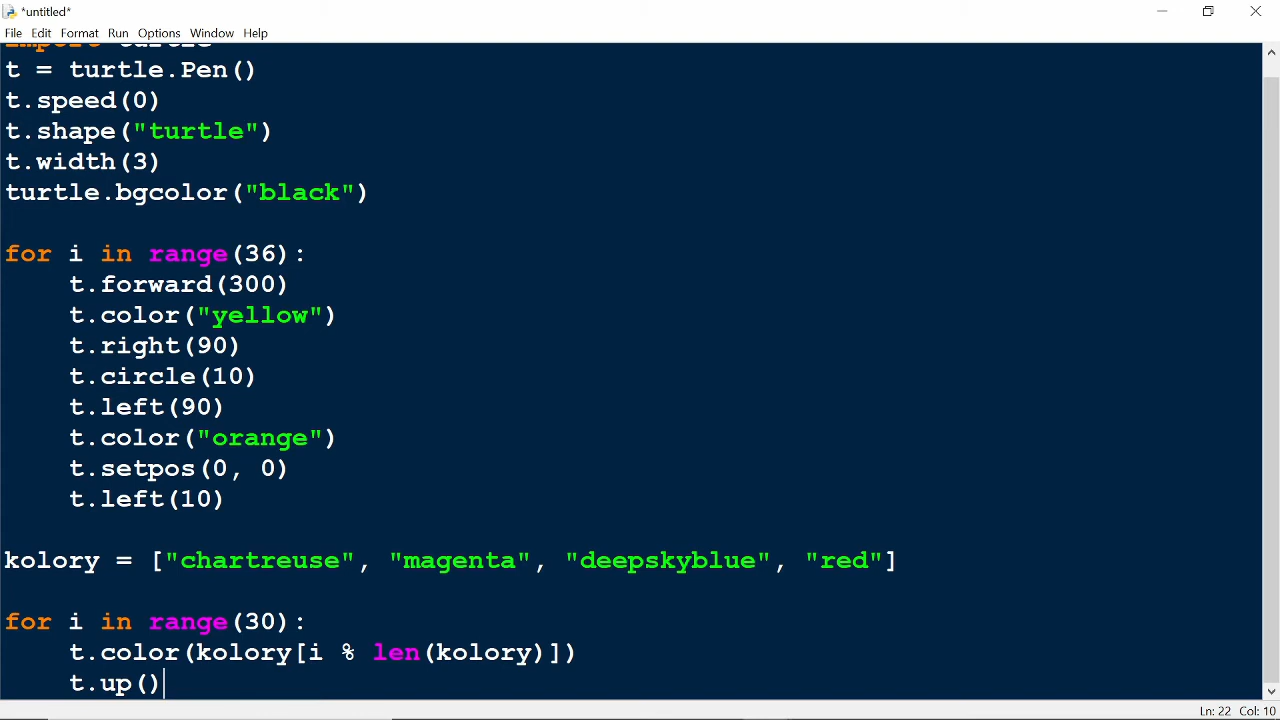 *untitled*
File Edit Format Run Options Window Help
import turtle
t = turtle.Pen()
t.speed(0)
t.shape("turtle")
t.width(3)
turtle.bgcolor("black")
for i in range(36):
    t.forward(300)
    t.color("yellow")
    t.right(90)
    t.circle(10)
    t.left(90)
    t.color("orange")
    t.setpos(0, 0)
    t.left(10)
kolory = ["chartreuse", "magenta", "deepskyblue", "red"]
for i in range(30):
    t.color(kolory[i % len(kolory)])
    t.up()
Ln: 22 Col: 10